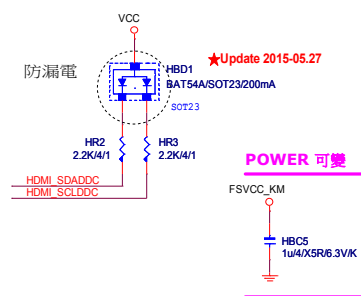 VCC
★Update 2015-05.27
防漏電
HBD1
BAT54A/SOT23/200mA
SOT23
HR2
2.2K/4/1
HR3
2.2K/4/1
HDMI_SDADDC
HDMI_SCLDDC
POWER 可變
FSVCC_KM
HBC5
1u/4/X5R/6.3V/K